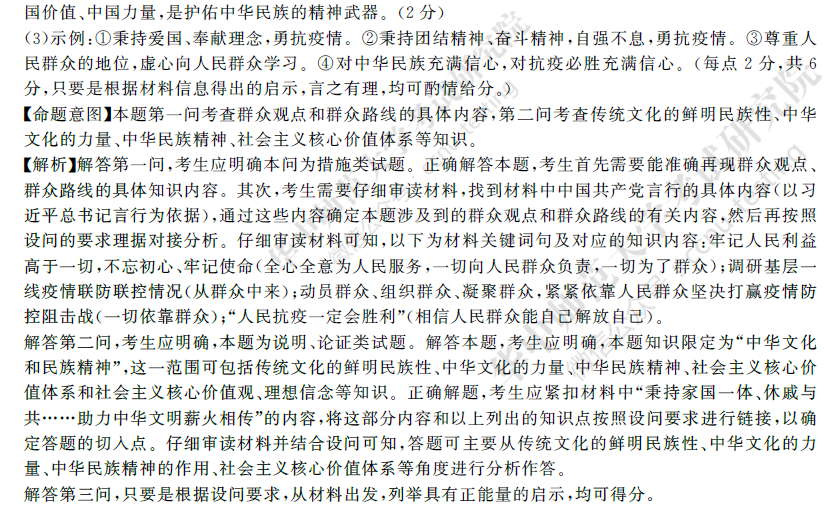 国价值、中国力量,是护佑中华民族的精神武器。(2分)
(3)示例:①秉持爱国、奉献理念,勇抗疫情。②秉持团结精神、奋斗精神,自强不息,勇抗疫情。③尊重人
民群众的地位,虚心向人民群众学习。④对中华民族充满信心,对抗疫必胜充满信心。(每点2分,共6
分,只要是根据材料信息得出的启示,言之有理,均可酌情给分。)
【命题意图】本题第一问考查群众观点和群众路线的具体内容,第二问考查传统文化的鲜明民族性、中华
文化的力量、中华民族精神、社会主义核心价值体系等知识。
【解析】解答第一问,考生应明确本问为措施类试题。正确解答本题,考生首先需要能准确再现群众观点、
群众路线的具体知识内容。其次,考生需要仔细审读材料,找到材料中中国共产党言行的具体内容(以习
近平总书记言行为依据),通过这些内容确定本题涉及到的群众观点和群众路线的有关内容,然后再按照
设问的要求理据对接分析。仔细审读材料可知,以下为材料关键词句及对应的知识内容:牢记人民利益
高于一切,不忘初心、牢记使命(全心全意为人民服务,一切向人民群众负责,一切为了群众);调研基层一
线疫情联防联控情况(从群众中来);动员群众、组织群众、凝聚群众,紧紧依靠人民群众坚决打赢疫情防
控阻击战(一切依靠群众);“人民抗疫一定会胜利”(相信人民群众能自己解放自己)。
解答第二问,考生应明确,本题为说明、论证类试题。解答本题,考生应明确,本题知识限定为“中华文化
和民族精神”,这一范围可包括传统文化的鲜明民族性、中华文化的力量、中华民族精神、社会主义核心价
值体系和社会主义核心价值观、理想信念等知识。正确解题,考生应紧扣材料中“秉持家国一体、休戚与
共……助力中华文明薪火相传”的内容,将这部分内容和以上列出的知识点按照设问要求进行链接,以确
定答题的切入点。仔细审读材料并结合设问可知,答题可主要从传统文化的鲜明民族性、中华文化的力
量、中华民族精神的作用、社会主义核心价值体系等角度进行分析作答。
解答第三问,只要是根据设问要求,从材料出发,列举具有正能量的启示,均可得分。